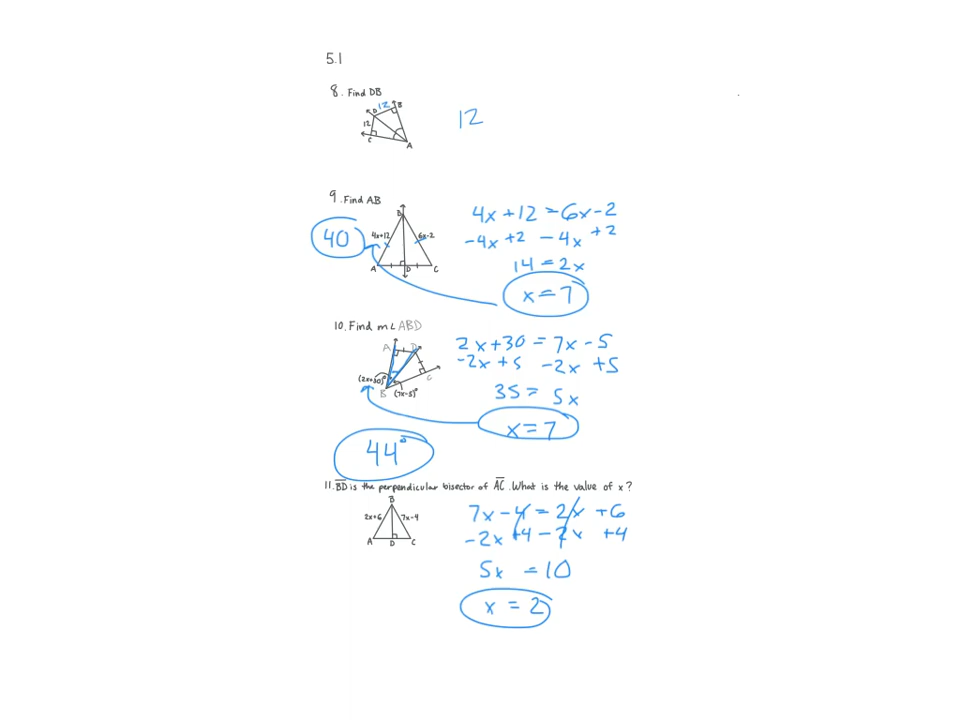 5.1
8. Find DB
12
D
B
12
C
A
12
9. Find AB
B
4x+12
6x-2
A
D
C
40
4x+12=6x-2
-4x+2 -4x+2
14=2x
x=7
10. Find m∠ABD
A
D
(2x+30)°
C
B
(7x-5)°
2x+30=7x-5
-2x+5 -2x+5
35=5x
x=7
44°
11. BD is the perpendicular bisector of AC. What is the value of x?
B
2x+6
7x-4
A
D
C
7x-4=2x+6
-2x+4-2x+4
5x=10
x=2